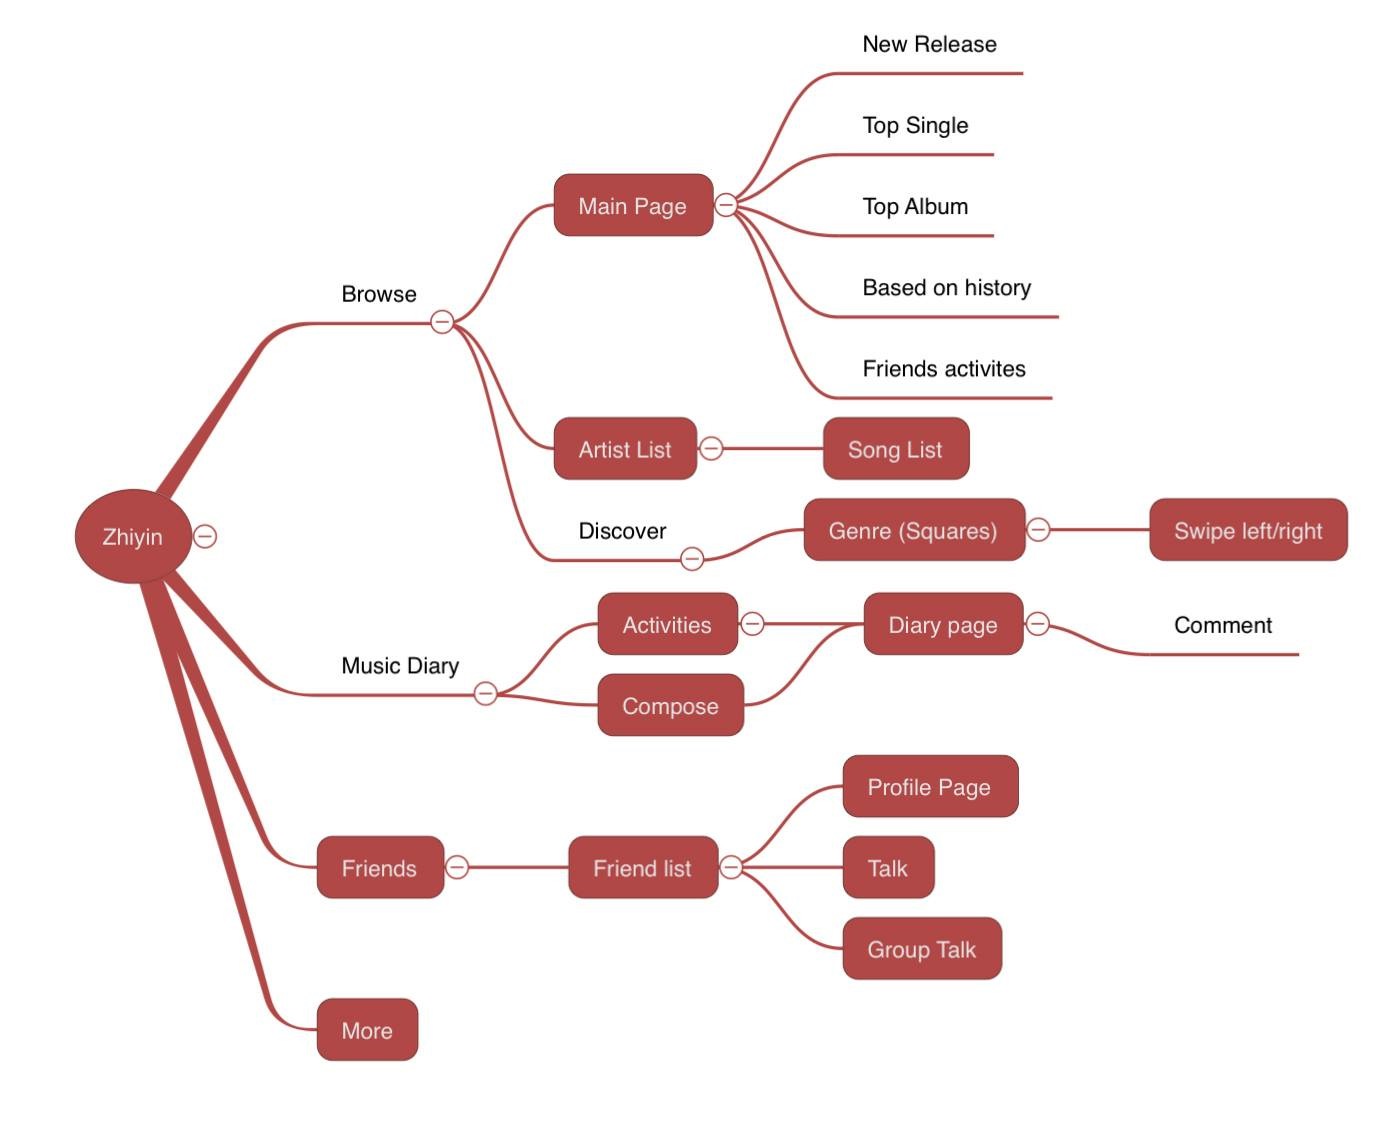 New Release
Top Single
Main Page
Top Album
Based on history
Browse
Friends activites
Artist List
Song List
Discover
Genre (Squares)
Swipe left/right
Zhiyin
Activities
Diary page
Comment
Music Diary
Compose
Profile Page
Friends
Friend list
Talk
Group Talk
More